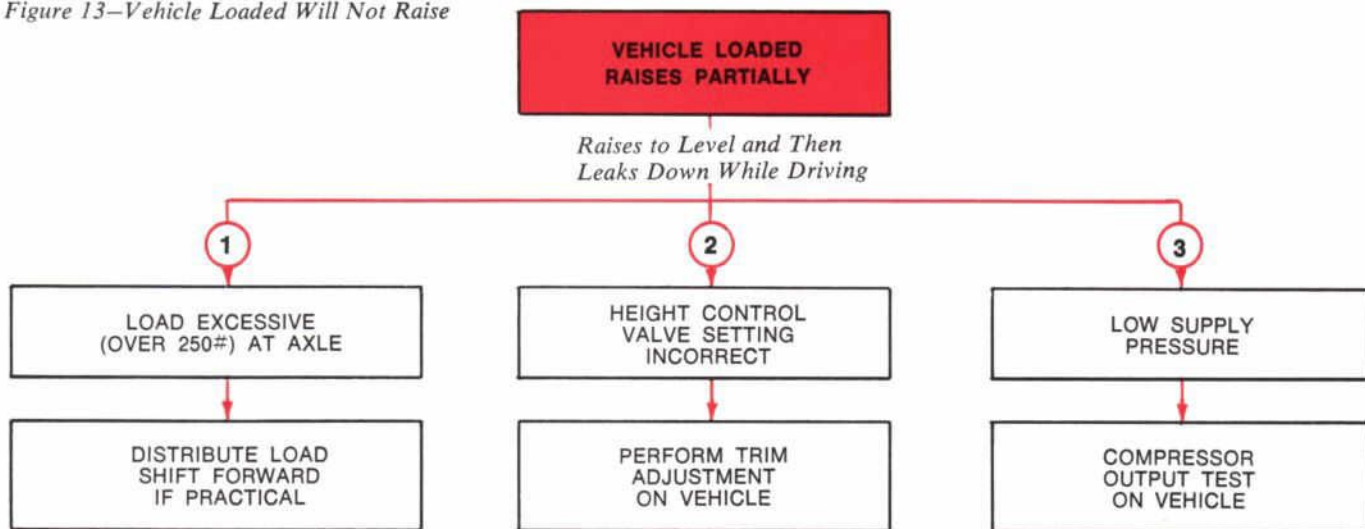 Figure 13—Vehicle Loaded Will Not Raise
VEHICLE LOADED
RAISES PARTIALLY
Raises to Level and Then
Leaks Down While Driving
1
LOAD EXCESSIVE
(OVER 250#) AT AXLE
DISTRIBUTE LOAD
SHIFT FORWARD
IF PRACTICAL
2
HEIGHT CONTROL
VALVE SETTING
INCORRECT
PERFORM TRIM
ADJUSTMENT
ON VEHICLE
3
LOW SUPPLY
PRESSURE
COMPRESSOR
OUTPUT TEST
ON VEHICLE